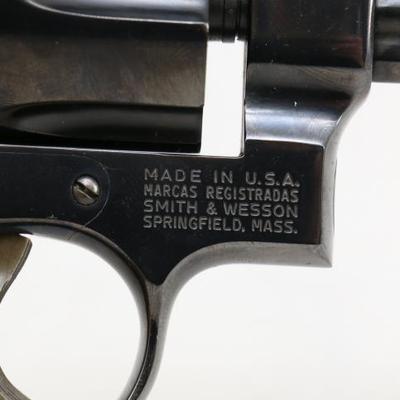 MADE IN U.S.A.
MARCAS REGISTRADAS
SMITH & WESSON
SPRINGFIELD, MASS.